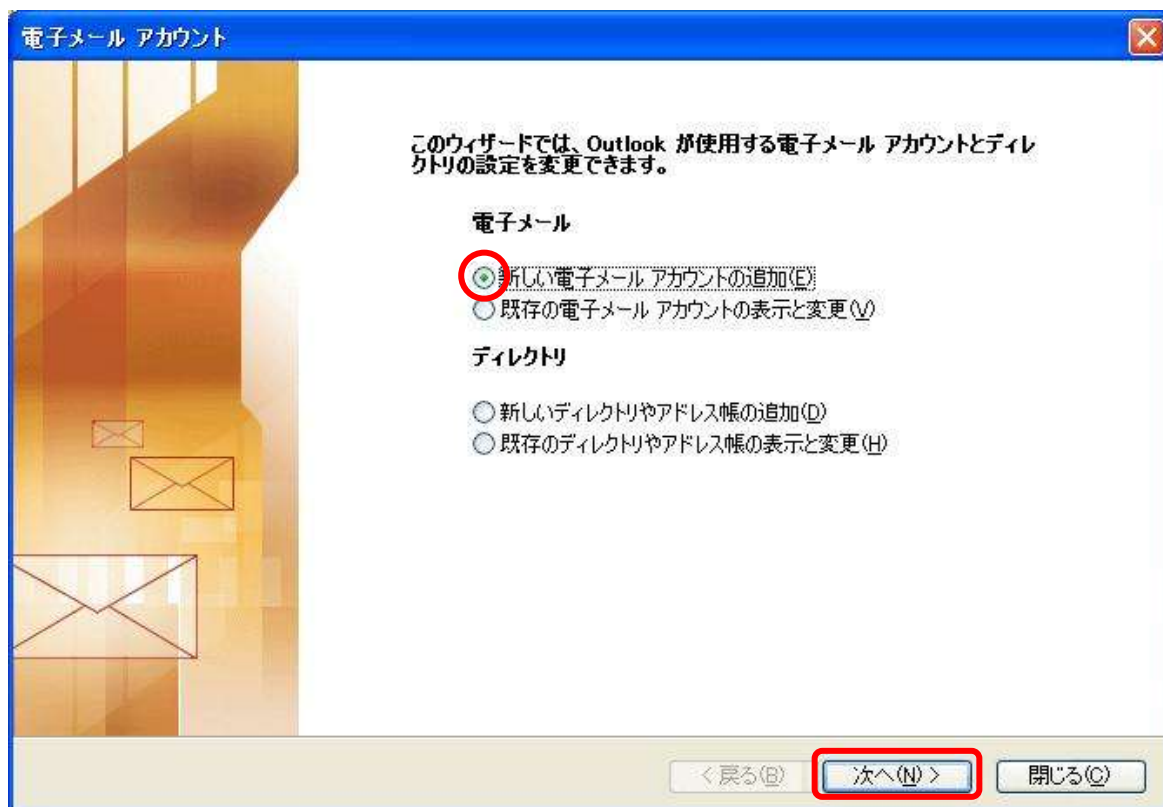 電子メール アカウント
このウィザードでは、Outlook が使用する電子メール アカウントとディレ
クトリの設定を変更できます。
電子メール
新しい電子メール アカウントの追加(E)
既存の電子メール アカウントの表示と変更(V)
ディレクトリ
新しいディレクトリやアドレス帳の追加(D)
既存のディレクトリやアドレス帳の表示と変更(H)
< 戻る(B) 次へ(N) > 閉じる(C)